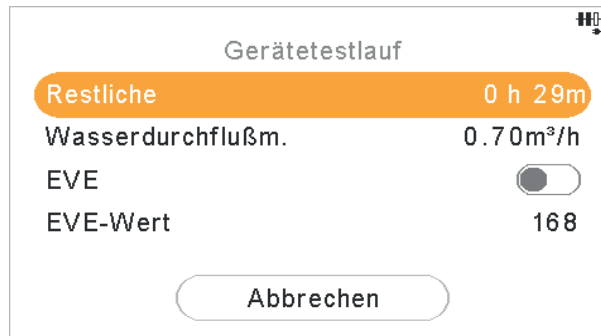 Gerätetestlauf
Restliche 0 h 29m
Wasserdurchflußm. 0.70m³/h
EVE
EVE-Wert 168
Abbrechen